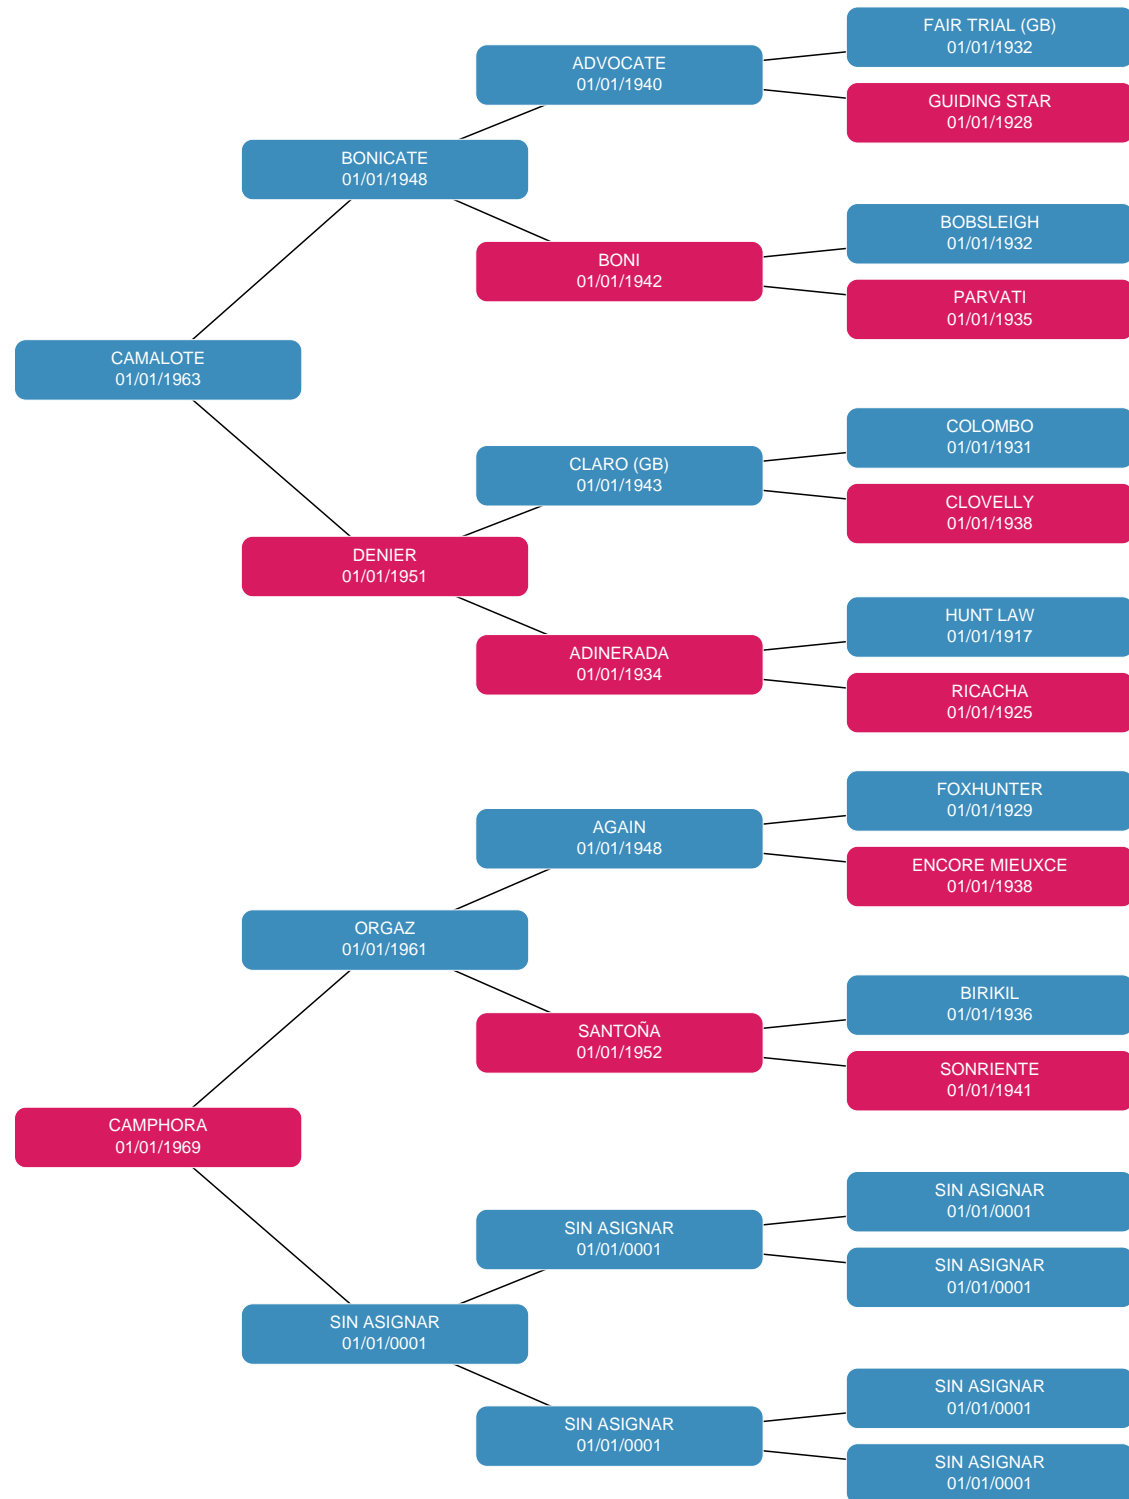 FAIR TRIAL (GB)
01/01/1932
ADVOCATE
01/01/1940
GUIDING STAR
01/01/1928
BONICATE
01/01/1948
BOBSLEIGH
01/01/1932
BONI
01/01/1942
PARVATI
01/01/1935
CAMALOTE
01/01/1963
COLOMBO
01/01/1931
CLARO (GB)
01/01/1943
CLOVELLY
01/01/1938
DENIER
01/01/1951
HUNT LAW
01/01/1917
ADINERADA
01/01/1934
RICACHA
01/01/1925
FOXHUNTER
01/01/1929
AGAIN
01/01/1948
ENCORE MIEUXCE
01/01/1938
ORGAZ
01/01/1961
BIRIKIL
01/01/1936
SANTOÑA
01/01/1952
SONRIENTE
01/01/1941
CAMPHORA
01/01/1969
SIN ASIGNAR
01/01/0001
SIN ASIGNAR
01/01/0001
SIN ASIGNAR
01/01/0001
SIN ASIGNAR
01/01/0001
SIN ASIGNAR
01/01/0001
SIN ASIGNAR
01/01/0001
SIN ASIGNAR
01/01/0001